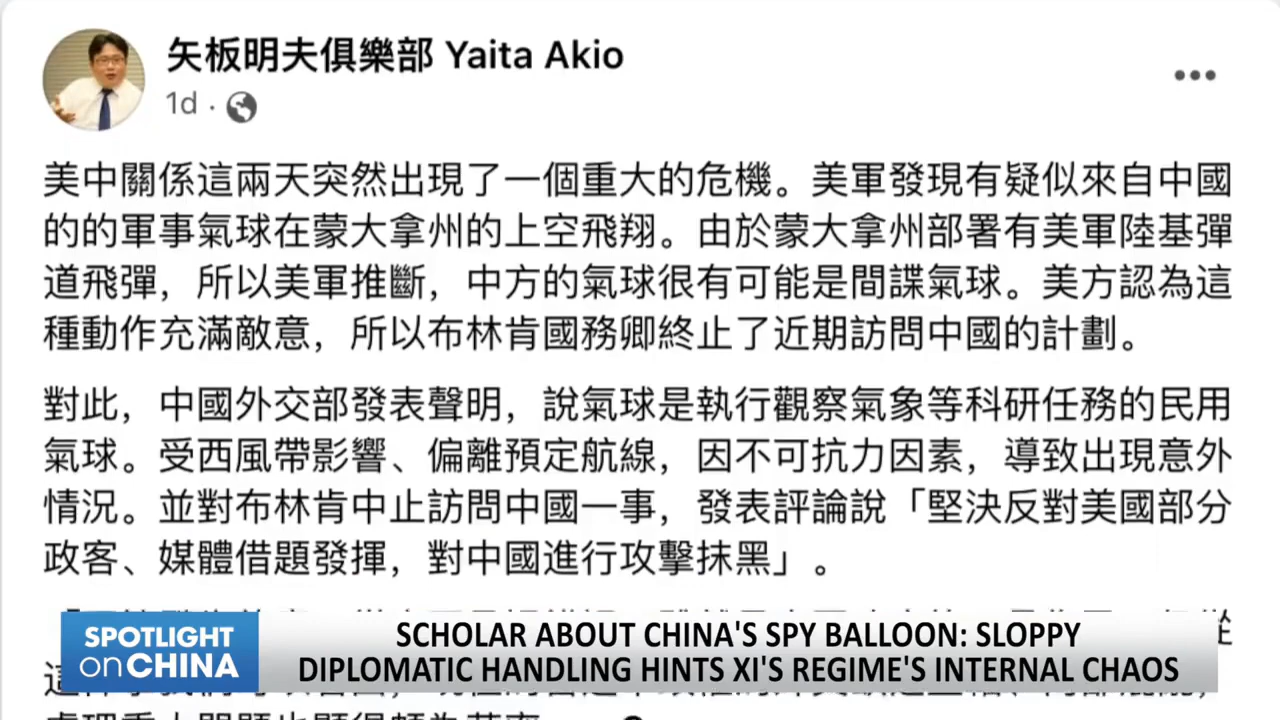 矢板明夫俱樂部 Yaita Akio
1d ·
美中關係這兩天突然出現了一個重大的危機。美軍發現有疑似來自中國
的的軍事氣球在蒙大拿州的上空飛翔。由於蒙大拿州部署有美軍陸基彈
道飛彈，所以美軍推斷，中方的氣球很有可能是間諜氣球。美方認為這
種動作充滿敵意，所以布林肯國務卿終止了近期訪問中國的計劃。
對此，中國外交部發表聲明，說氣球是執行觀察氣象等科研任務的民用
氣球。受西風帶影響、偏離預定航線，因不可抗力因素，導致出現意外
情況。並對布林肯中止訪問中國一事，發表評論說「堅決反對美國部分
政客、媒體借題發揮，對中國進行攻擊抹黑」。
SPOTLIGHT
on CHINA
SCHOLAR ABOUT CHINA'S SPY BALLOON: SLOPPY
DIPLOMATIC HANDLING HINTS XI'S REGIME'S INTERNAL CHAOS